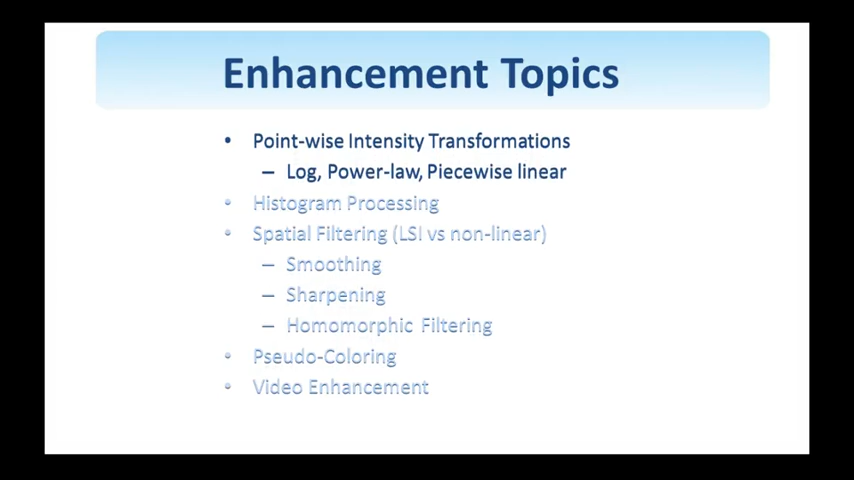 Enhancement Topics
• Point-wise Intensity Transformations
– Log, Power-law, Piecewise linear
• Histogram Processing
• Spatial Filtering (LSI vs non-linear)
– Smoothing
– Sharpening
– Homomorphic Filtering
• Pseudo-Coloring
• Video Enhancement